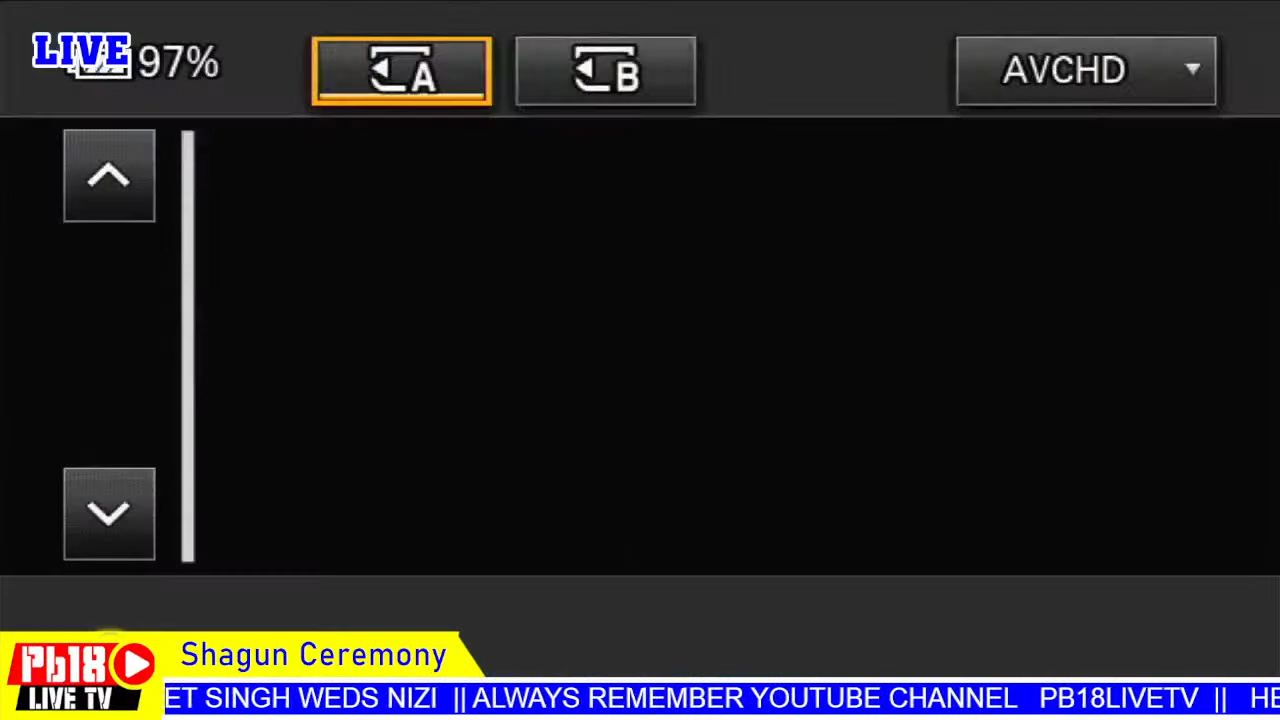 LIVE
97%
A
B
AVCHD
Pb18
LIVE TV
Shagun Ceremony
ET SINGH WEDS NIZI || ALWAYS REMEMBER YOUTUBE CHANNEL PB18LIVETV || HE